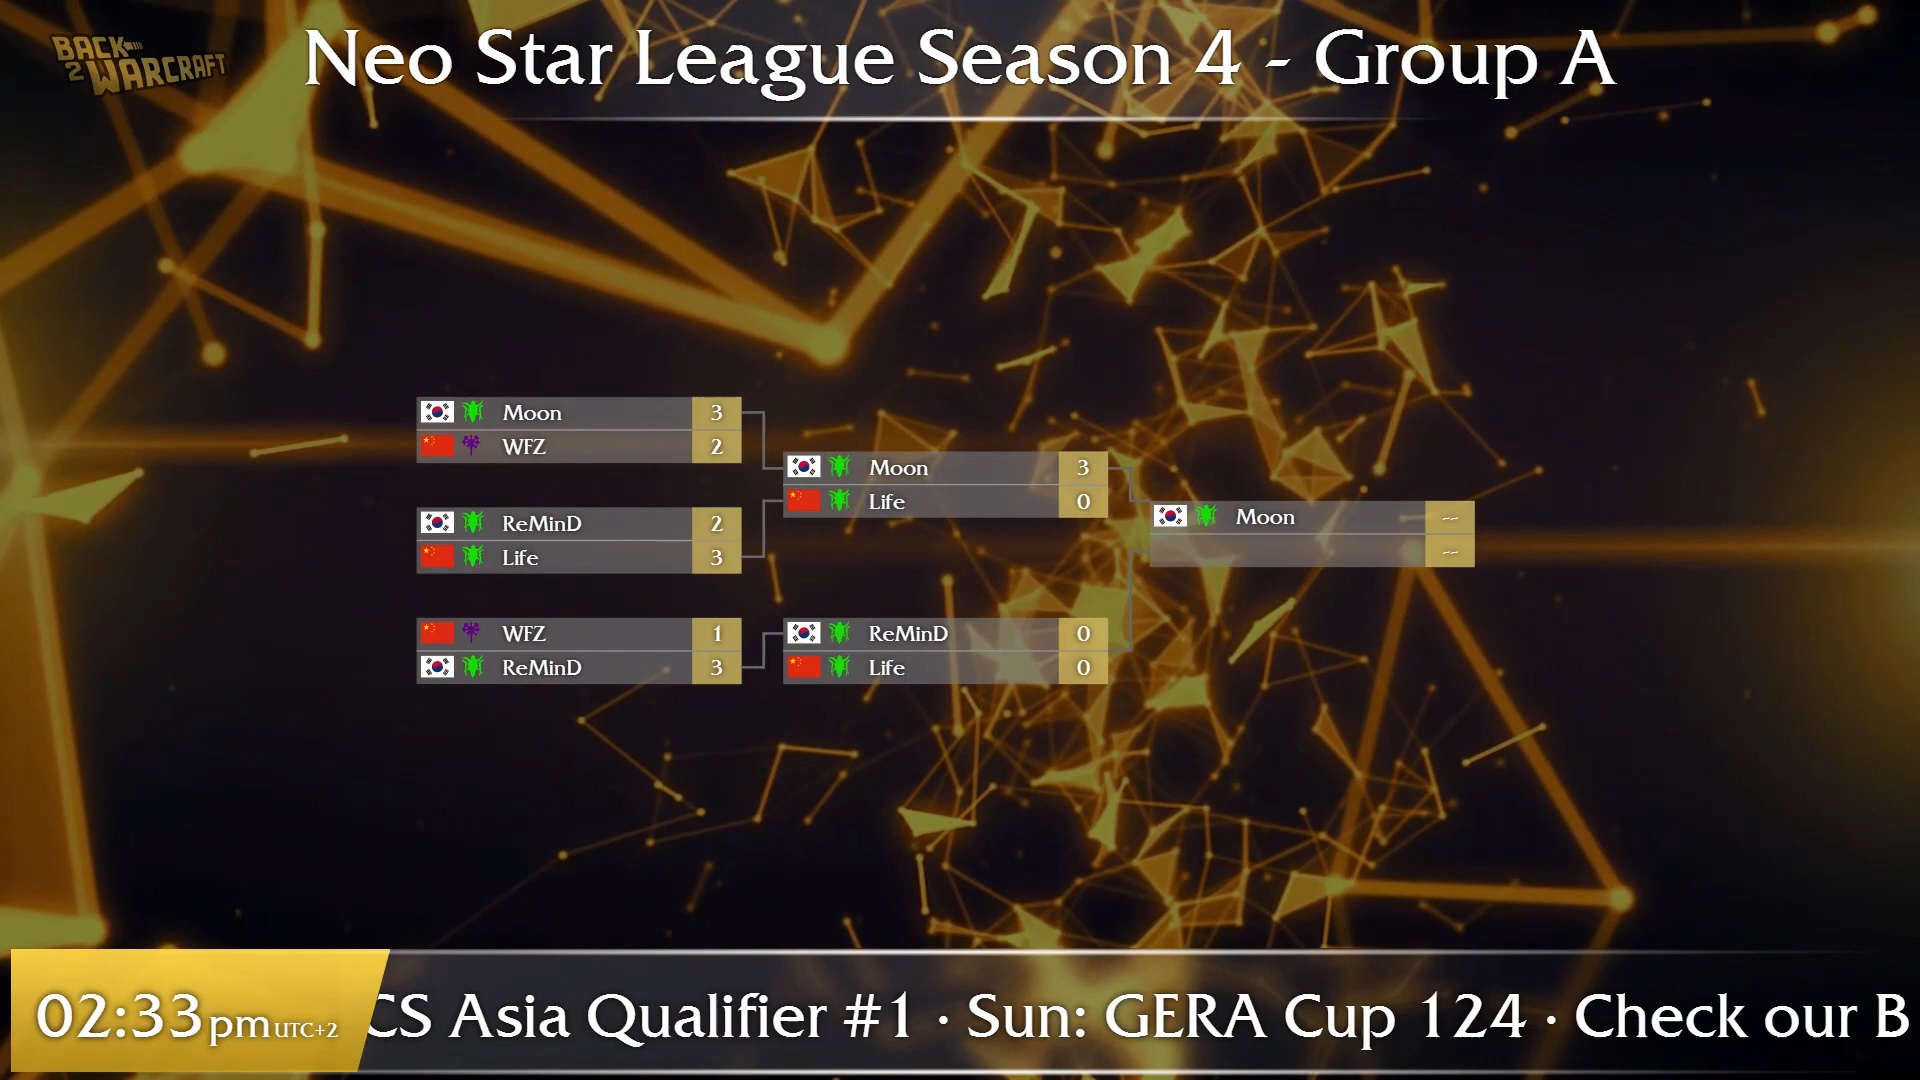 BACK
2 WARCRAFT
Neo Star League Season 4 - Group A
Moon 3
WFZ 2
ReMinD 2
Life 3
WFZ 1
ReMinD 3
Moon 3
Life 0
ReMinD 0
Life 0
Moon --
--
02:33pm UTC+2
CS Asia Qualifier #1 · Sun: GERA Cup 124 · Check our B